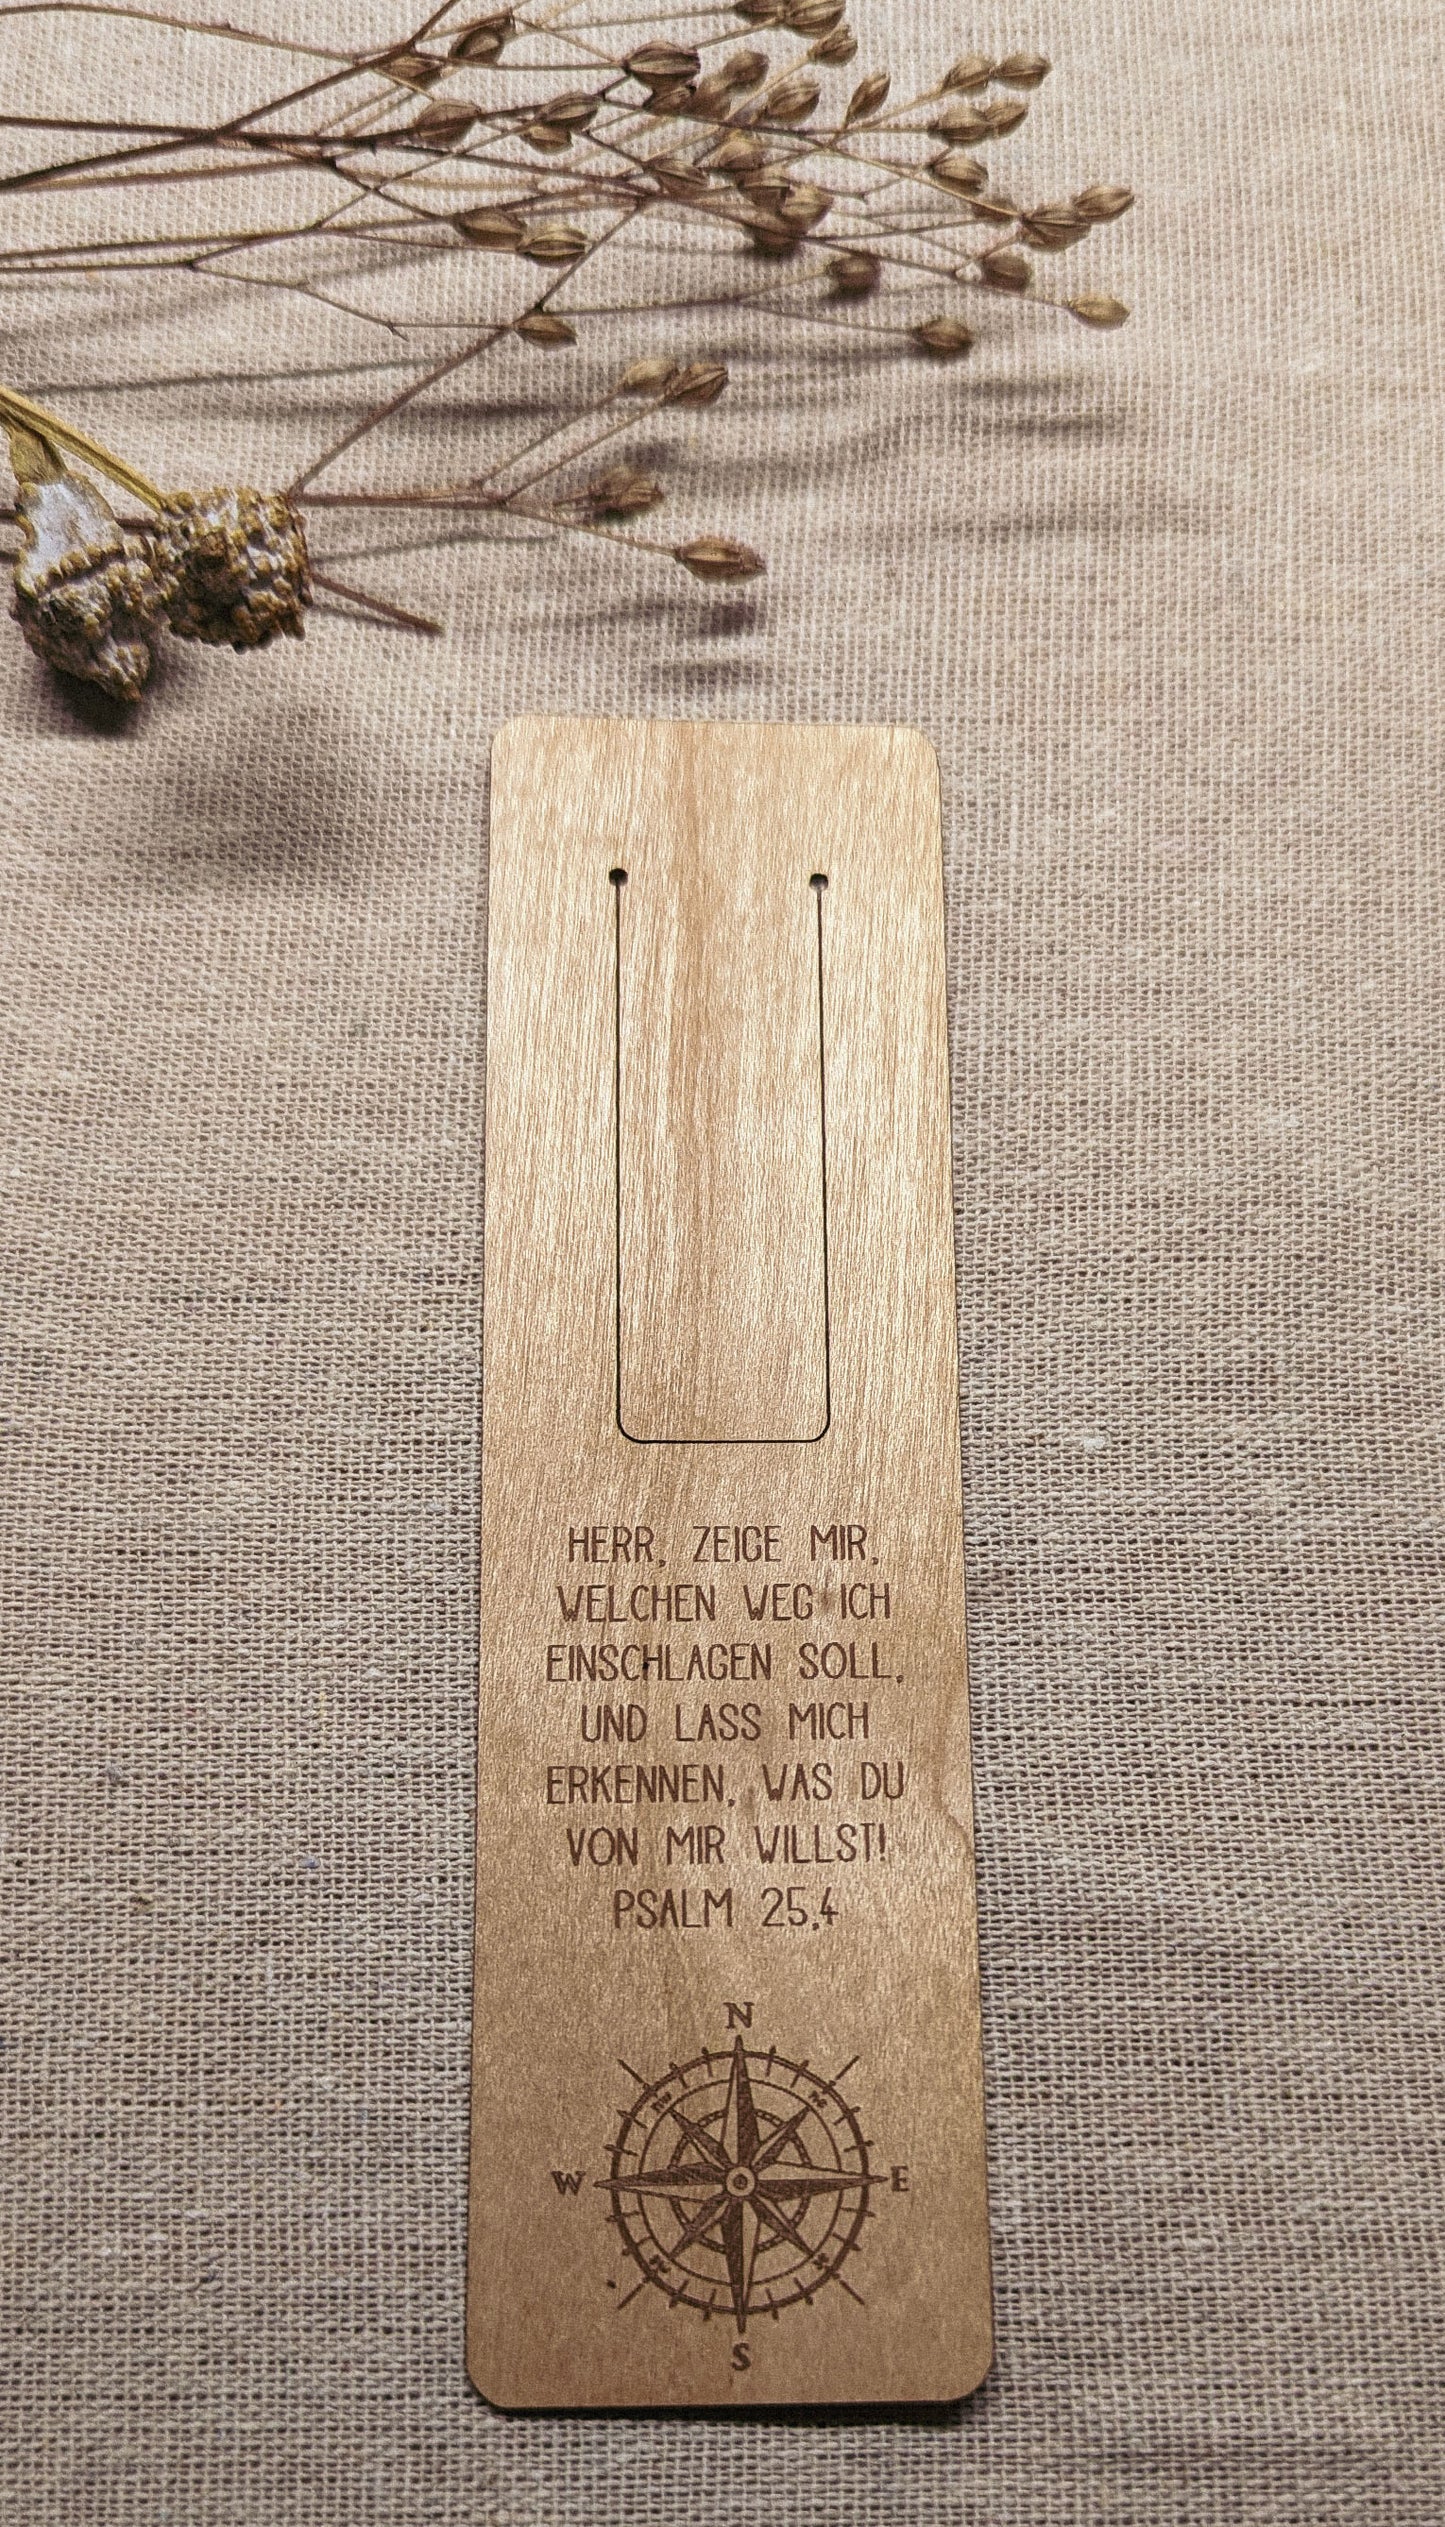 HERR, ZEIGE MIR,
WELCHEN WEG ICH
EINSCHLAGEN SOLL,
UND LASS MICH
ERKENNEN, WAS DU
VON MIR WILLST!
PSALM 25,4
N
W E
S